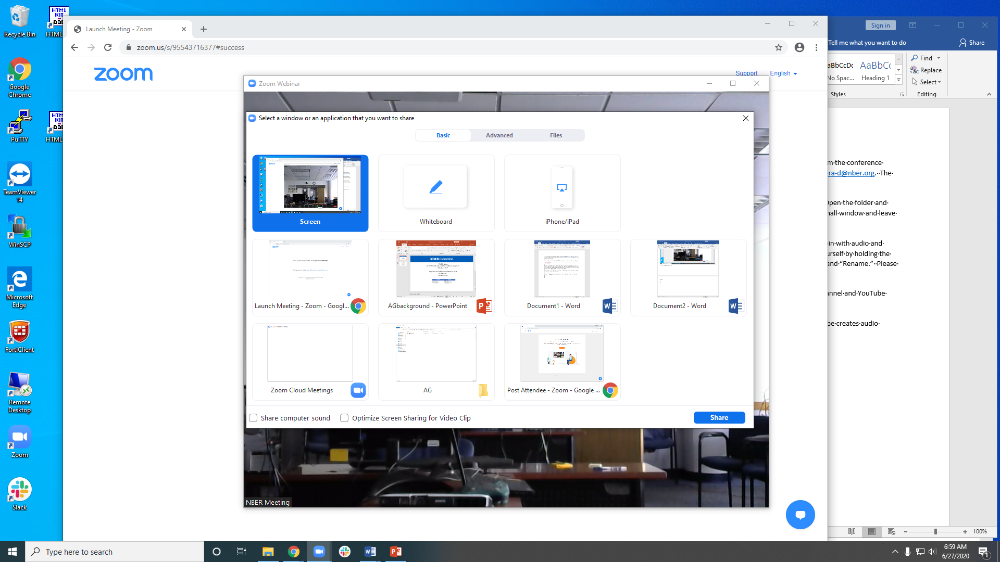 Recycle Bin
HTML
Google Chrome
PuTTY
HTML
TeamViewer 14
WinSCP
Microsoft Edge
FortiClient
Remote Desktop
Zoom
Slack
Launch Meeting - Zoom
zoom.us/s/95543716377#success
zoom
Support
English
Sign in
Tell me what you want to do
Share
No Spac...
AaBbC
Heading 1
Find
Replace
Select
Styles
Editing
m·the·conference·
ra-d@nber.org.··The·
Open·the·folder·and·
mall·window·and·leave·
in·with·audio·and·
urself·by·holding·the·
and·“Rename.”··Please·
annel·and·YouTube·
be·creates·audio·
100%
Zoom Webinar
Select a window or an application that you want to share
Basic
Advanced
Files
Screen
Whiteboard
iPhone/iPad
Launch Meeting - Zoom - Googl...
AGbackground - PowerPoint
Document1 - Word
Document2 - Word
Zoom Cloud Meetings
AG
Post Attendee - Zoom - Google ...
Share computer sound
Optimize Screen Sharing for Video Clip
Share
NBER Meeting
Type here to search
6:59 AM
6/27/2020
1